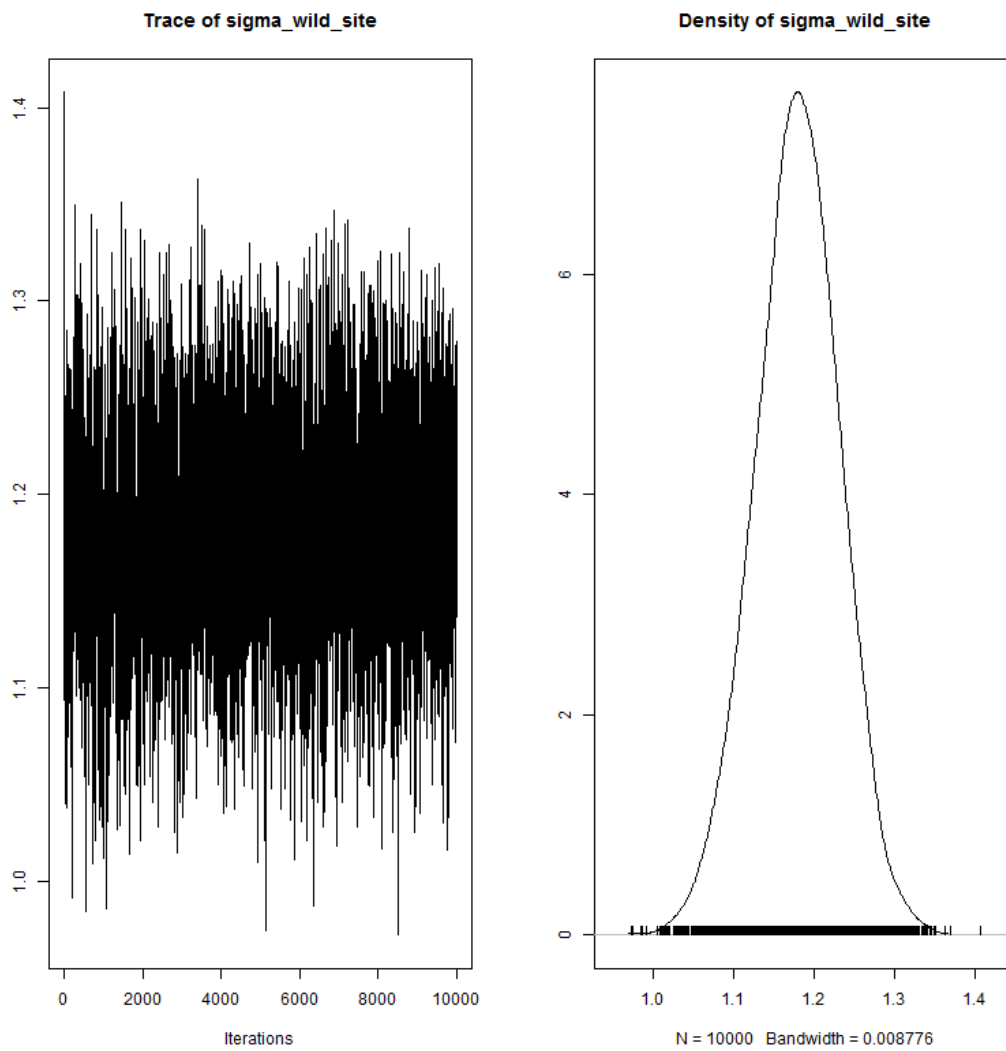 Trace of sigma_wild_site
1.4
1.3
1.2
1.1
1.0
0 2000 4000 6000 8000 10000
Iterations
Density of sigma_wild_site
6
4
2
0
1.0 1.1 1.2 1.3 1.4
N = 10000 Bandwidth = 0.008776